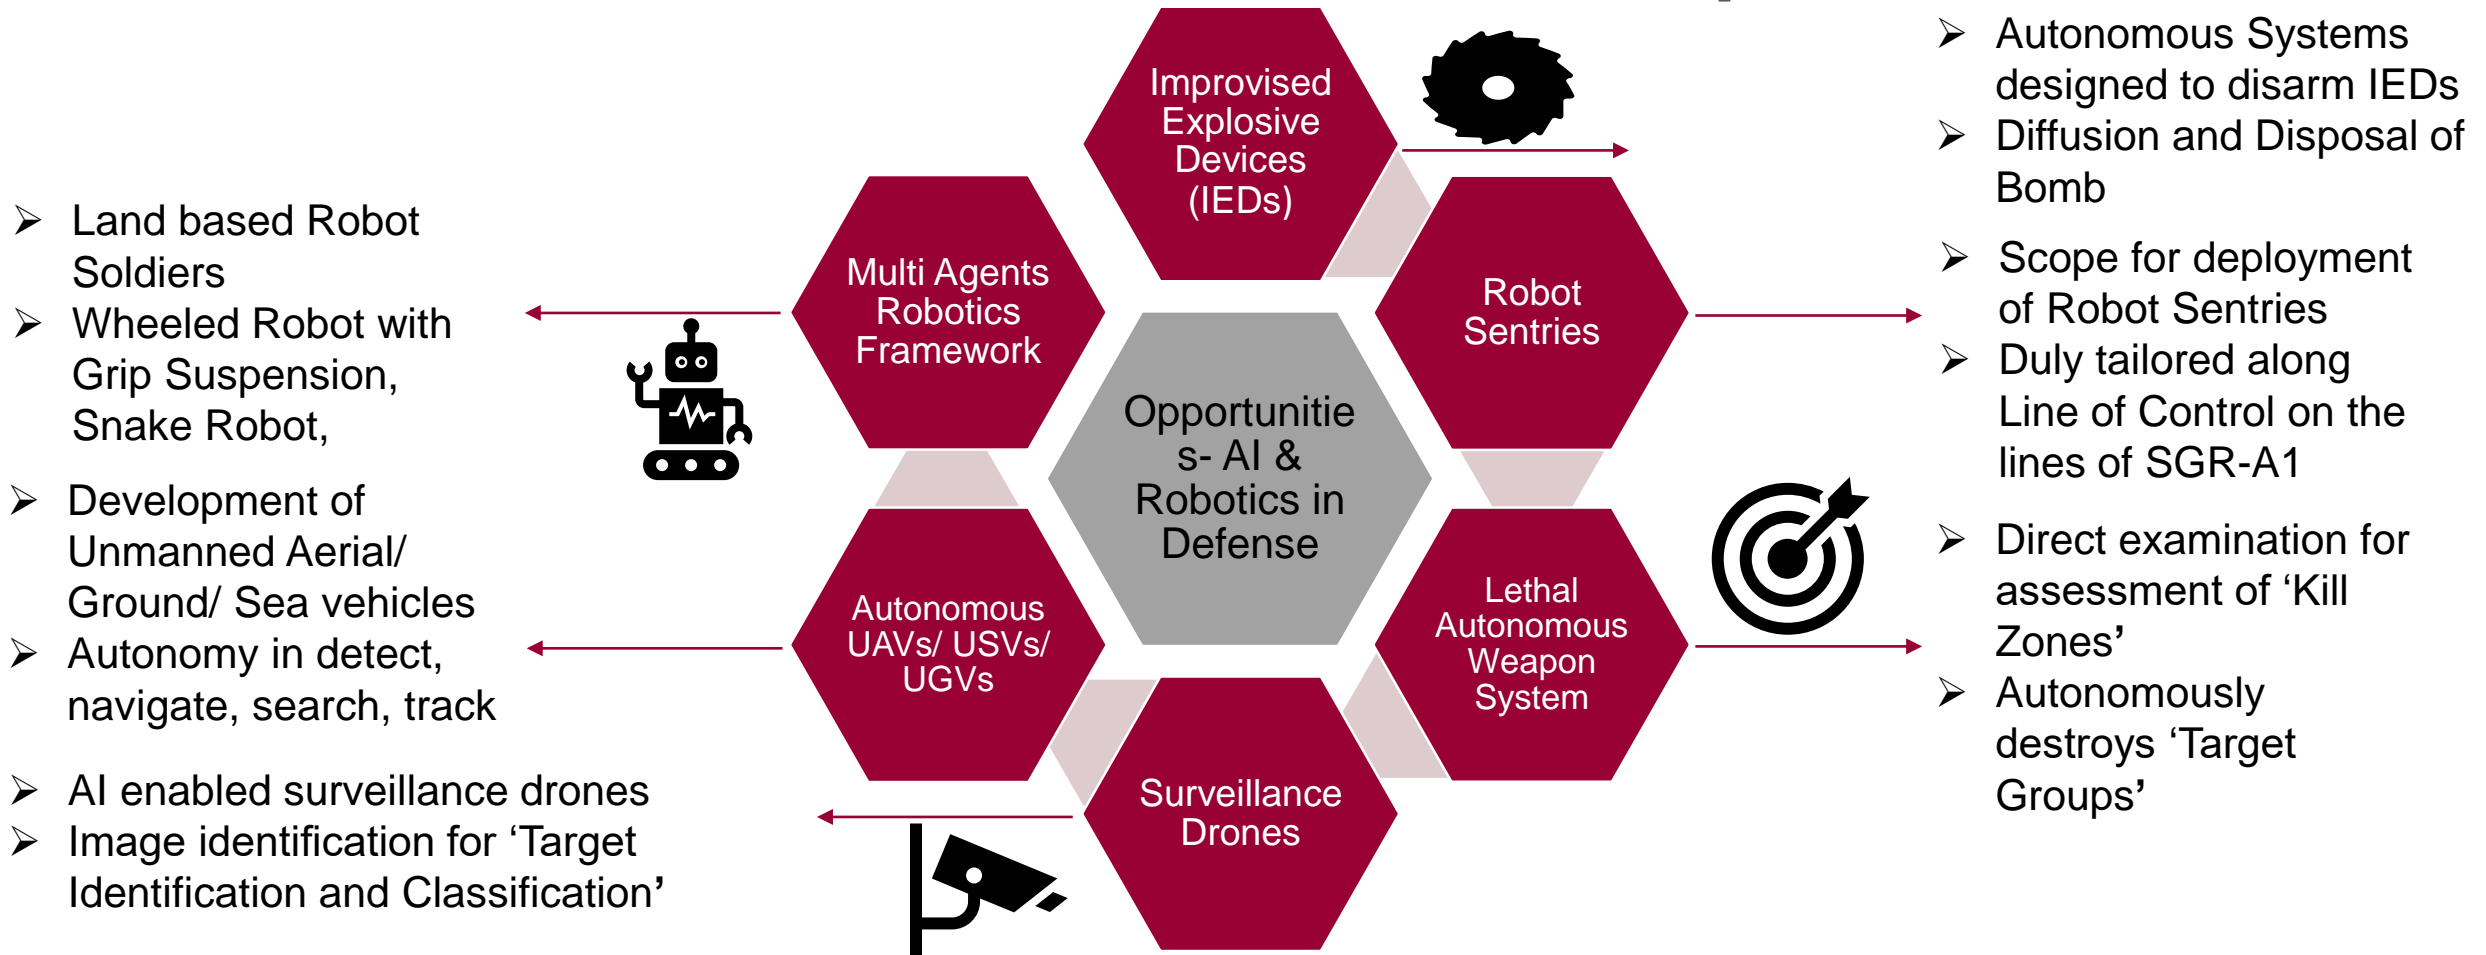 Improvised
Explosive
Devices
(IEDs)
➢ Autonomous Systems
designed to disarm IEDs
➢ Diffusion and Disposal of
Bomb
Robot
Sentries
➢ Scope for deployment
of Robot Sentries
➢ Duly tailored along
Line of Control on the
lines of SGR-A1
Lethal
Autonomous
Weapon
System
➢ Direct examination for
assessment of ‘Kill
Zones’
➢ Autonomously
destroys ‘Target
Groups’
Surveillance
Drones
➢ AI enabled surveillance drones
➢ Image identification for ‘Target
Identification and Classification’
Autonomous
UAVs/ USVs/
UGVs
➢ Development of
Unmanned Aerial/
Ground/ Sea vehicles
➢ Autonomy in detect,
navigate, search, track
Multi Agents
Robotics
Framework
➢ Land based Robot
Soldiers
➢ Wheeled Robot with
Grip Suspension,
Snake Robot,
Opportunitie
s- AI &
Robotics in
Defense